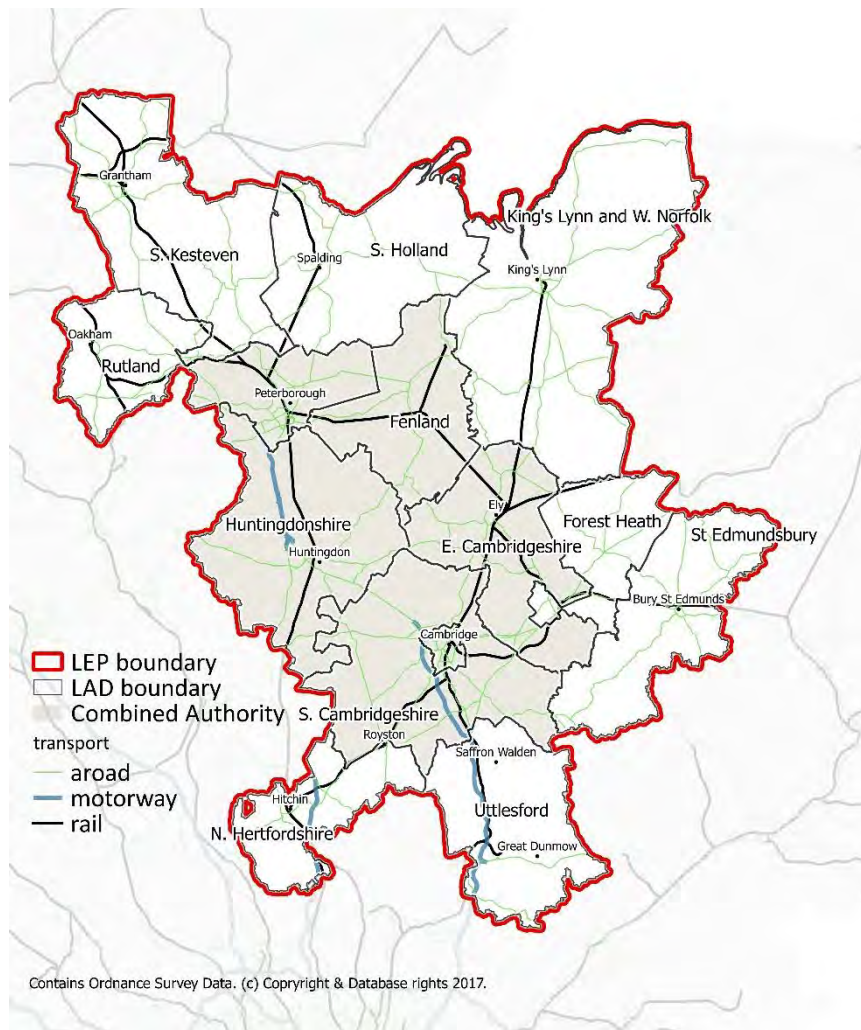 Grantham
King's Lynn and W. Norfolk
S. Kesteven
S. Holland
Spalding
King's Lynn
Oakham
Rutland
Peterborough
Fenland
Ely
Forest Heath
Huntingdonshire
St Edmundsbury
E. Cambridgeshire
Huntingdon
Bury St Edmunds
Cambridge
LEP boundary
LAD boundary
Combined Authority
S. Cambridgeshire
Royston
transport
Saffron Walden
aroad
motorway
Hitchin
rail
N. Hertfordshire
Uttlesford
Great Dunmow
Contains Ordnance Survey Data. (c) Copryright & Database rights 2017.